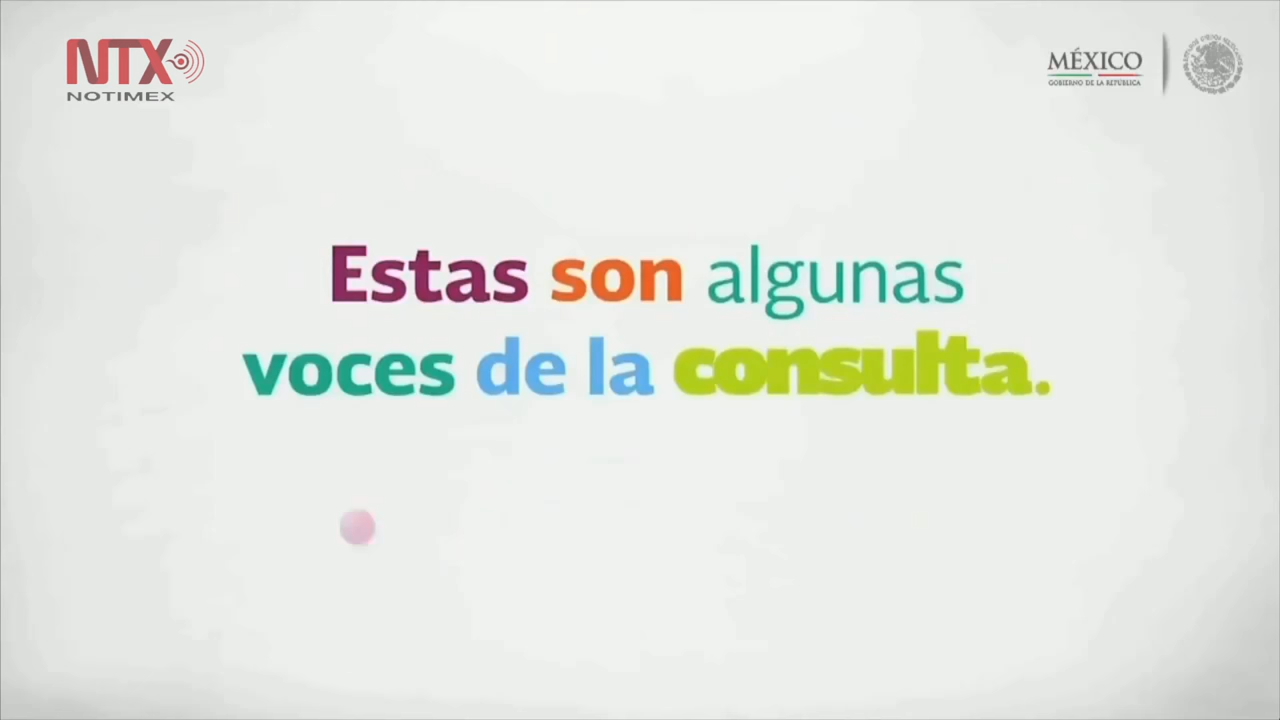 NTX
NOTIMEX
MÉXICO
GOBIERNO DE LA REPÚBLICA
Estas son algunas
voces de la consulta.